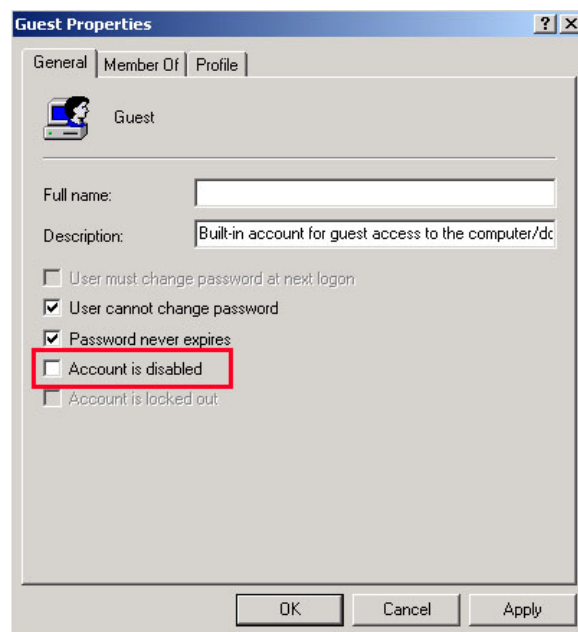 Guest Properties
General Member Of Profile
Guest
Full name:
Description: Built-in account for guest access to the computer/dc
User must change password at next logon
User cannot change password
Password never expires
Account is disabled
Account is locked out
OK Cancel Apply